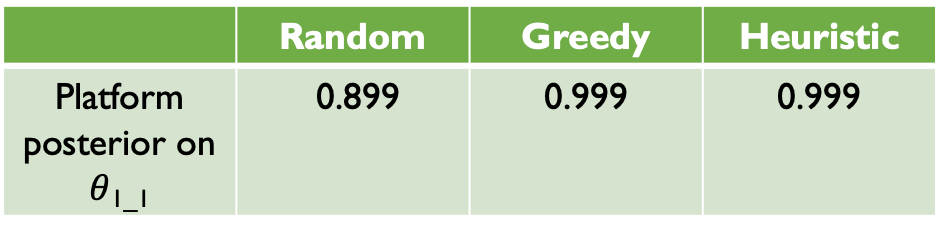 Random Greedy Heuristic
Platform 0.899 0.999 0.999
posterior on
θ1_1